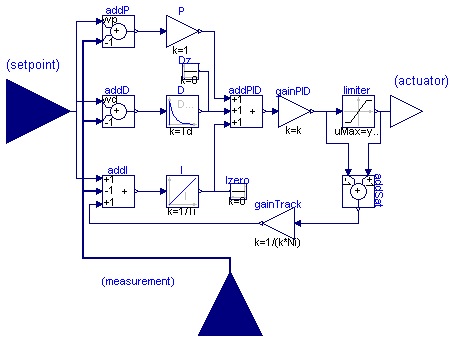 addP
wp
-1
P
k=1
(setpoint)
Dz
k=0
(actuator)
addD
wd
-1
D
D...
k=Td
addPID
+1
+1
+1
gainPID
k=k
limiter
uMax=y...
addI
+1
-1
+1
+
I
k=1/Ti
Izero
k=0
addSat
-1
+1
+
gainTrack
k=1/(k*Ni)
(measurement)